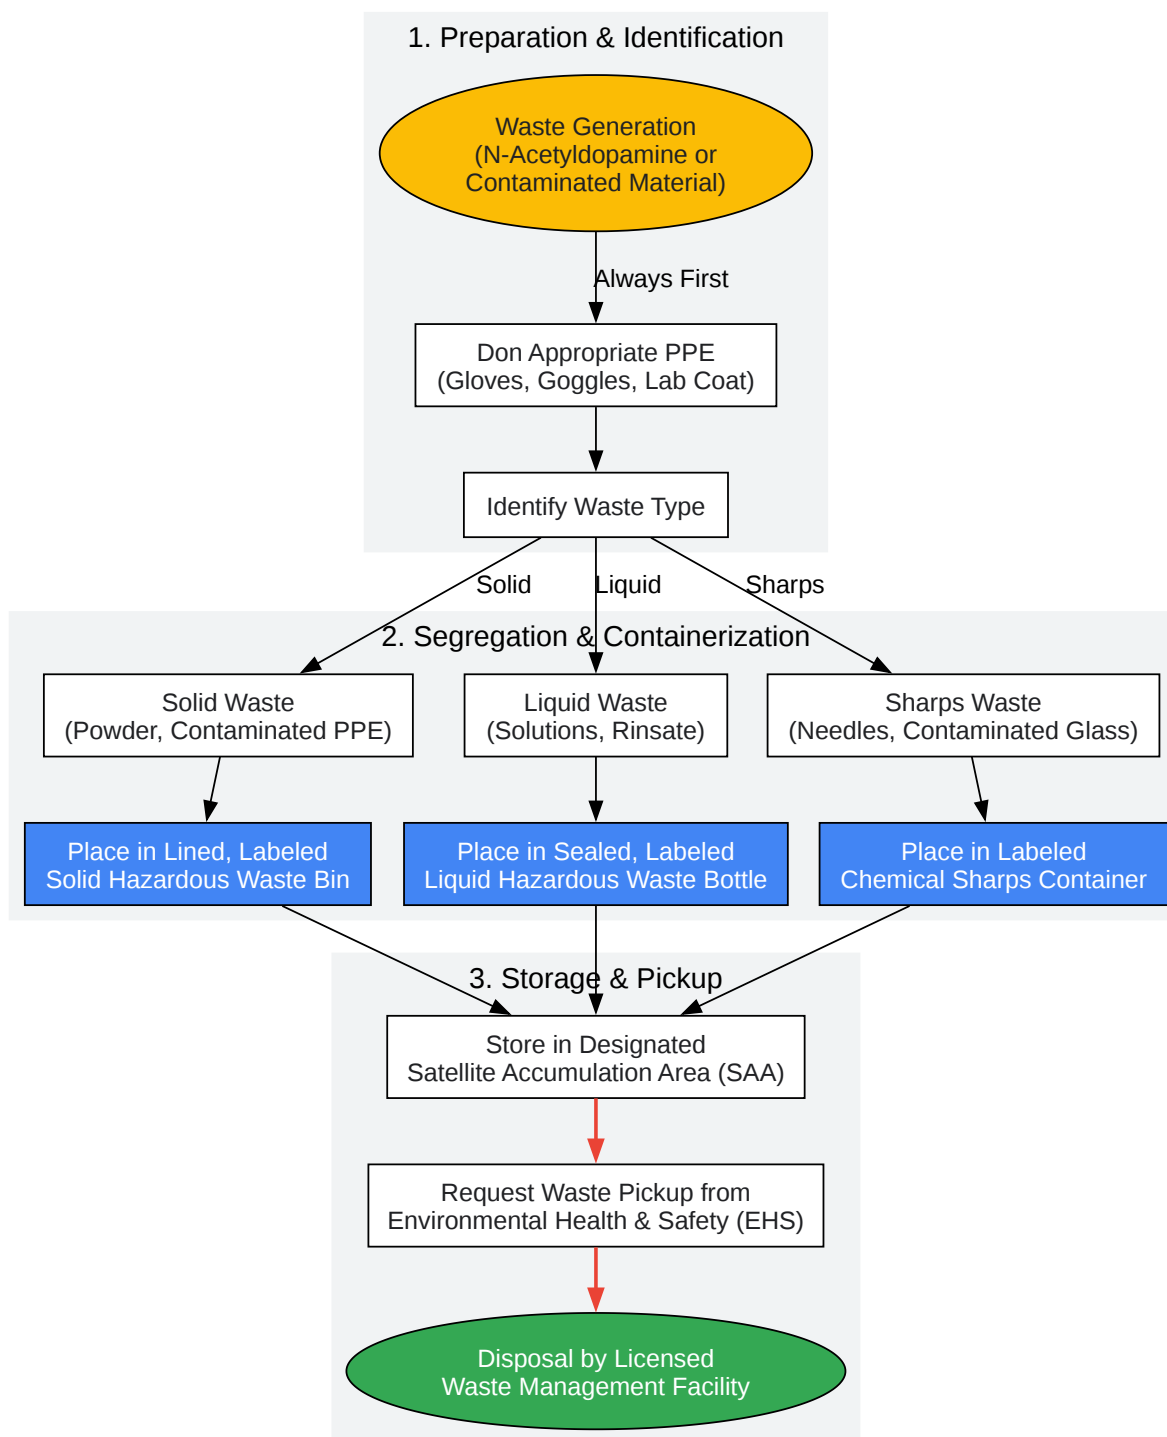 1. Preparation & Identification
Waste Generation
(N-Acetyldopamine or
Contaminated Material)
Always First
Don Appropriate PPE
(Gloves, Goggles, Lab Coat)
Identify Waste Type
Solid
Liquid
Sharps
2. Segregation & Containerization
Solid Waste
(Powder, Contaminated PPE)
Liquid Waste
(Solutions, Rinsate)
Sharps Waste
(Needles, Contaminated Glass)
Place in Lined, Labeled
Solid Hazardous Waste Bin
Place in Sealed, Labeled
Liquid Hazardous Waste Bottle
Place in Labeled
Chemical Sharps Container
3. Storage & Pickup
Store in Designated
Satellite Accumulation Area (SAA)
Request Waste Pickup from
Environmental Health & Safety (EHS)
Disposal by Licensed
Waste Management Facility